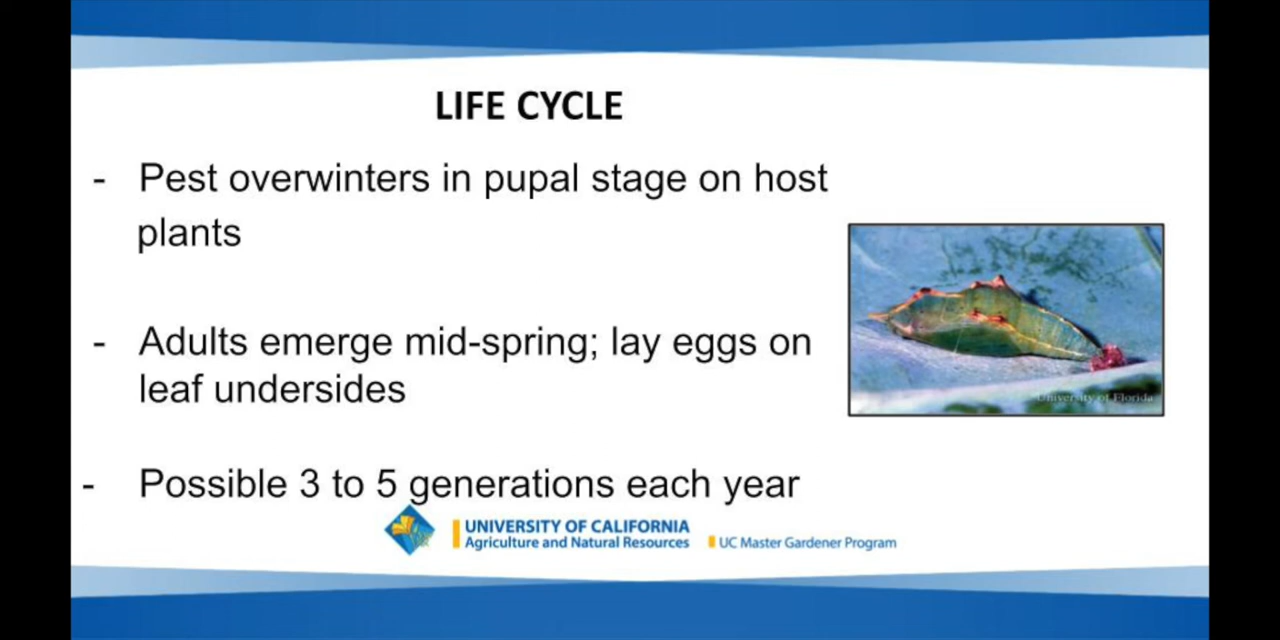 LIFE CYCLE
- Pest overwinters in pupal stage on host
plants
- Adults emerge mid-spring; lay eggs on
leaf undersides
University of Florida
- Possible 3 to 5 generations each year
UNIVERSITY OF CALIFORNIA
Agriculture and Natural Resources
UC Master Gardener Program